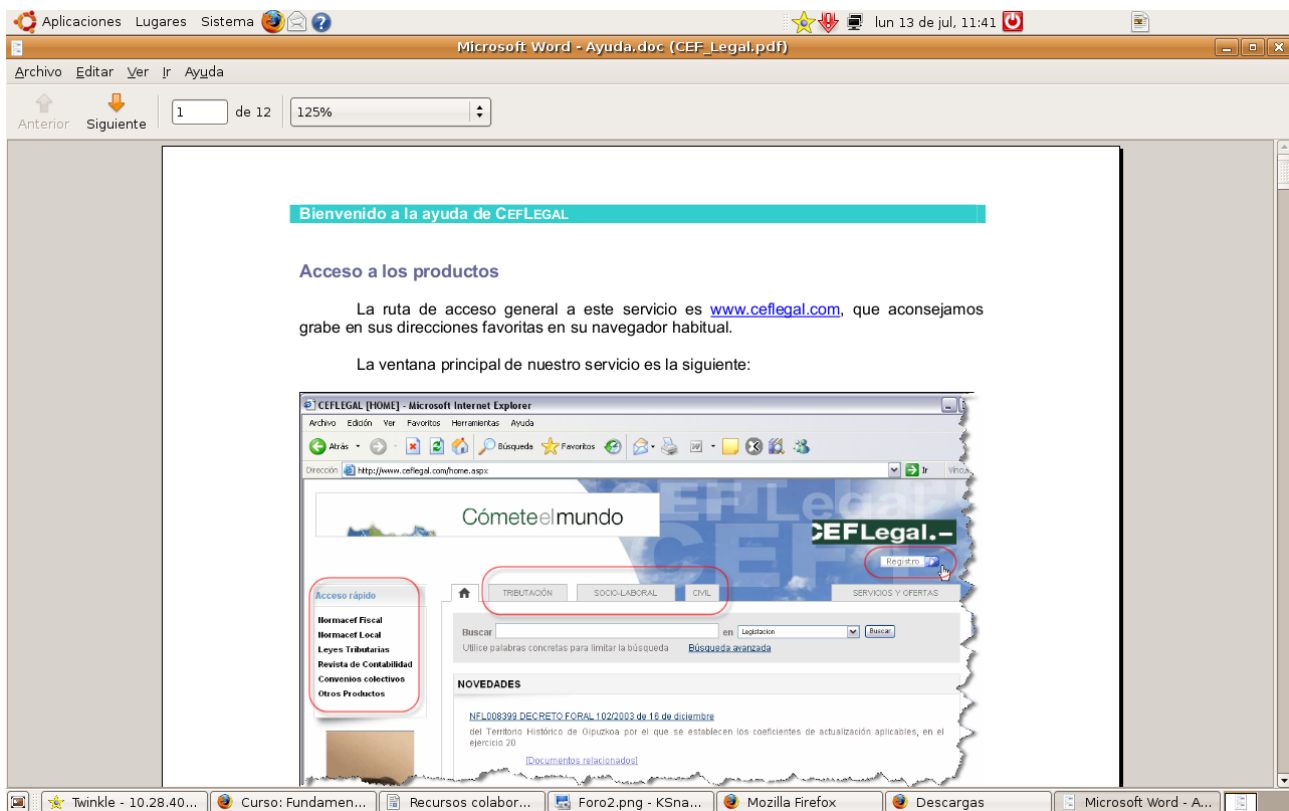 Aplicaciones Lugares Sistema lun 13 de jul, 11:41
Microsoft Word - Ayuda.doc (CEF_Legal.pdf)
Archivo Editar Ver Ir Ayuda
Anterior Siguiente 1 de 12 125%
Bienvenido a la ayuda de CEFLEGAL
Acceso a los productos
La ruta de acceso general a este servicio es www.ceflegal.com, que aconsejamos
grabe en sus direcciones favoritas en su navegador habitual.
La ventana principal de nuestro servicio es la siguiente:
CEFLEGAL [HOME] - Microsoft Internet Explorer
Archivo Edición Ver Favoritos Herramientas Ayuda
Atrás Búsqueda Favoritos
Dirección http://www.ceflegal.com/home.aspx Ir
Cómete el mundo
CEFLegal.–
Registro
Acceso rápido
TRIBUTACIÓN SOCIO-LABORAL CIVIL SERVICIOS Y OFERTAS
Normacef Fiscal
Normacef Local
Leyes Tributarias
Revista de Contabilidad
Convenios colectivos
Otros Productos
Buscar en Legislacion Buscar
Utilice palabras concretas para limitar la búsqueda Búsqueda avanzada
NOVEDADES
NFL008399 DECRETO FORAL 102/2003 de 16 de diciembre
del Territorio Histórico de Gipuzkoa por el que se establecen los coeficientes de actualización aplicables, en el
ejercicio 20
[Documentos relacionados]
Twinkle - 10.28.40... Curso: Fundamen... Recursos colabor... Foro2.png - KSna... Mozilla Firefox Descargas Microsoft Word - A...